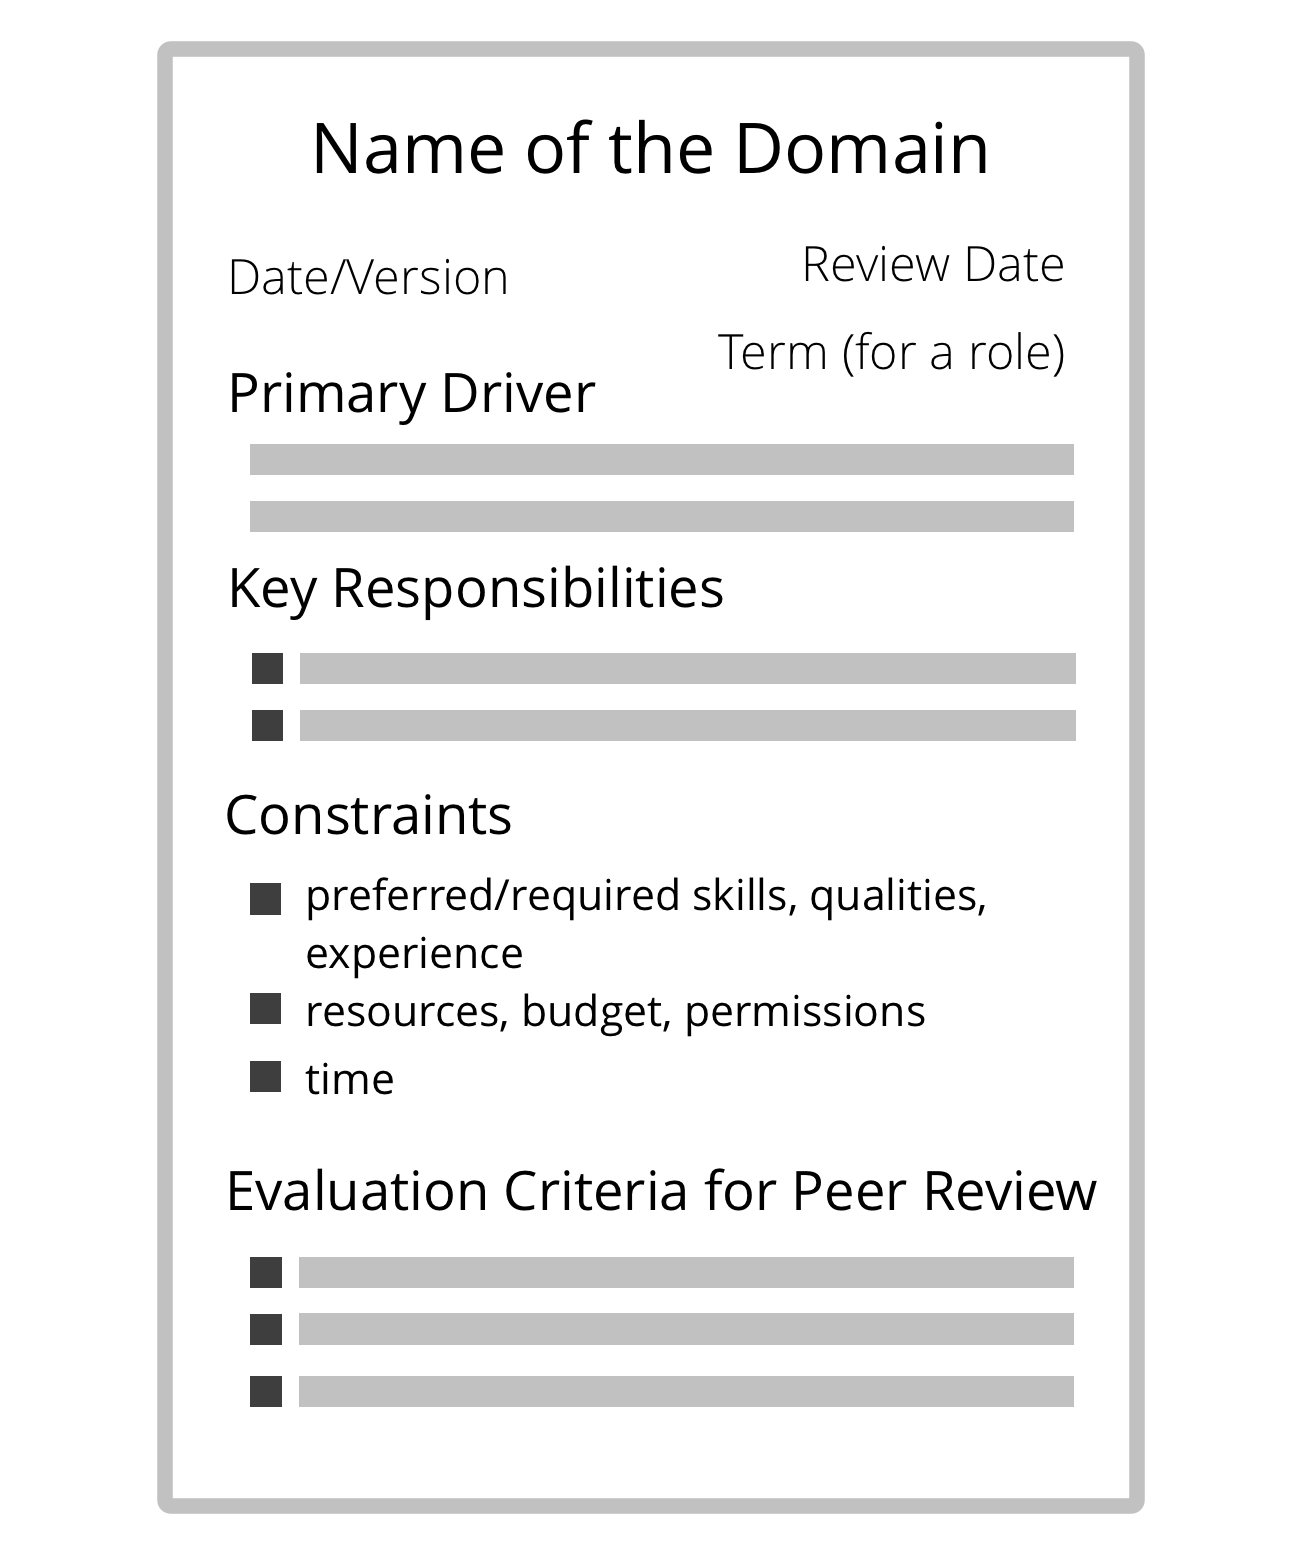 Name of the Domain
Date/Version
Review Date
Term (for a role)
Primary Driver
Key Responsibilities
Constraints
preferred/required skills, qualities,
experience
resources, budget, permissions
time
Evaluation Criteria for Peer Review